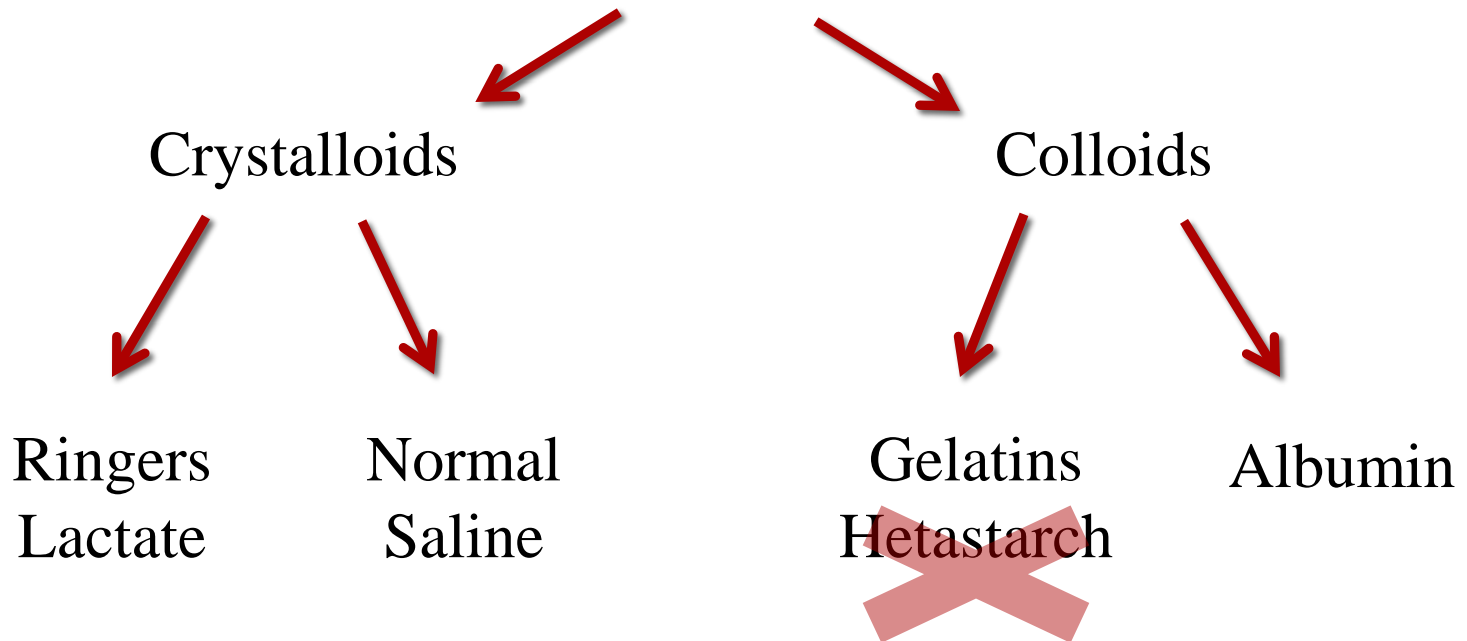 Crystalloids
Colloids
Ringers
Lactate
Normal
Saline
Gelatins
Hetastarch
Albumin